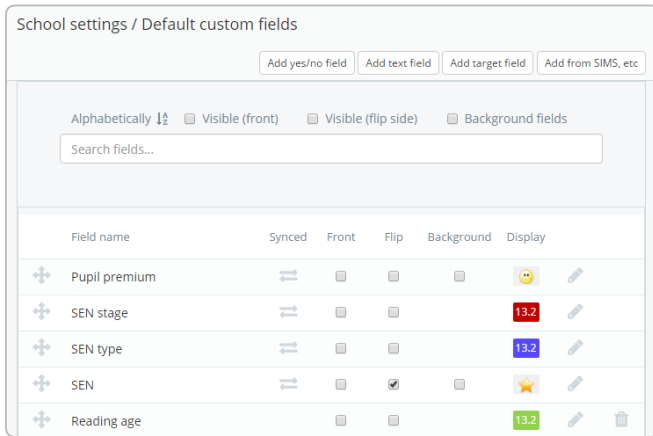 School settings / Default custom fields
Add yes/no field Add text field Add target field Add from SIMS, etc
Alphabetically Visible (front) Visible (flip side) Background fields
Search fields...
Field name Synced Front Flip Background Display
Pupil premium
SEN stage 13.2
SEN type 13.2
SEN
Reading age 13.2